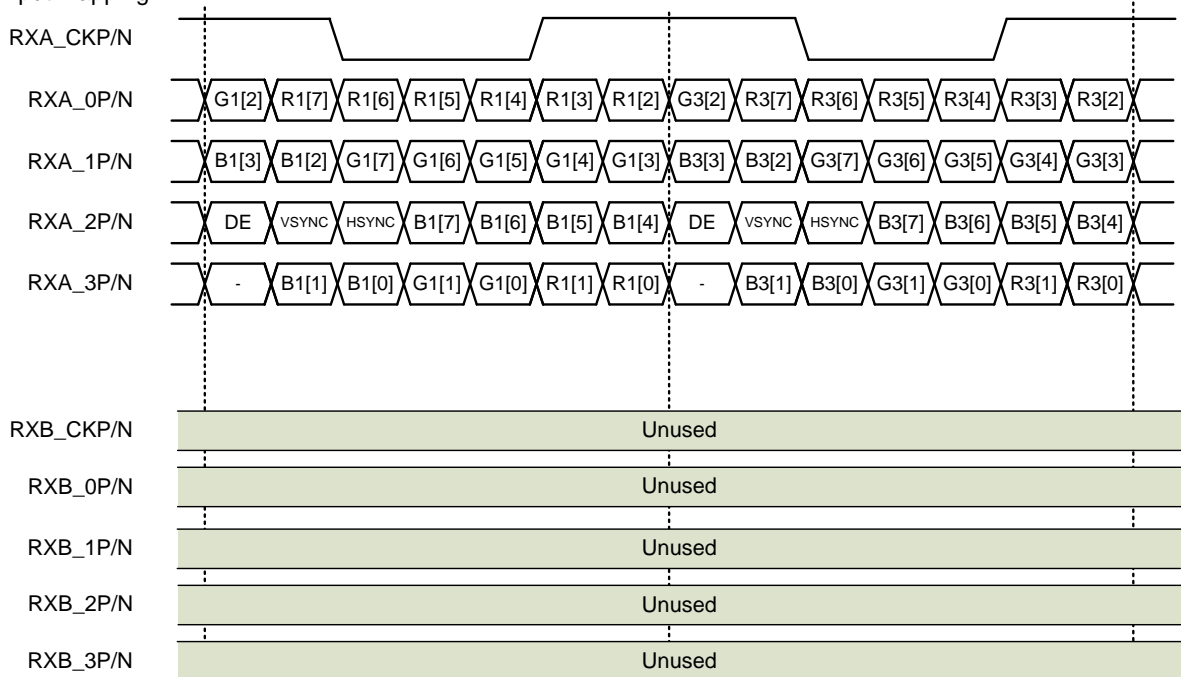 RXA_CKP/N
RXA_0P/N G1[2] R1[7] R1[6] R1[5] R1[4] R1[3] R1[2] G3[2] R3[7] R3[6] R3[5] R3[4] R3[3] R3[2]
RXA_1P/N B1[3] B1[2] G1[7] G1[6] G1[5] G1[4] G1[3] B3[3] B3[2] G3[7] G3[6] G3[5] G3[4] G3[3]
RXA_2P/N DE VSYNC HSYNC B1[7] B1[6] B1[5] B1[4] DE VSYNC HSYNC B3[7] B3[6] B3[5] B3[4]
RXA_3P/N - B1[1] B1[0] G1[1] G1[0] R1[1] R1[0] - B3[1] B3[0] G3[1] G3[0] R3[1] R3[0]
RXB_CKP/N Unused
RXB_0P/N Unused
RXB_1P/N Unused
RXB_2P/N Unused
RXB_3P/N Unused